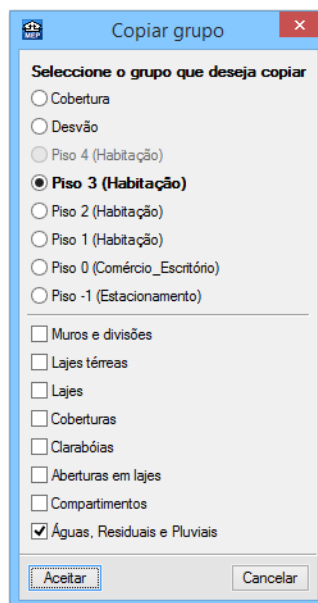 MEP
Copiar grupo
Seleccione o grupo que deseja copiar
Cobertura
Desvão
Piso 4 (Habitação)
Piso 3 (Habitação)
Piso 2 (Habitação)
Piso 1 (Habitação)
Piso 0 (Comércio_Escritório)
Piso -1 (Estacionamento)
Muros e divisões
Lajes térreas
Lajes
Coberturas
Clarabóias
Aberturas em lajes
Compartimentos
Águas, Residuais e Pluviais
Aceitar Cancelar